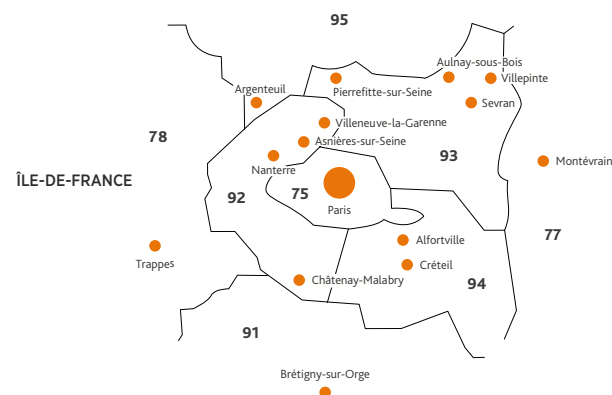 95
Aulnay-sous-Bois
Villepinte
Pierrefitte-sur-Seine
Argenteuil
Sevran
Villeneuve-la-Garenne
78
Asnières-sur-Seine
93
Nanterre
Montévrain
ÎLE-DE-FRANCE
75
92
Paris
77
Alfortville
Trappes
Créteil
Châtenay-Malabry
94
91
Brétigny-sur-Orge